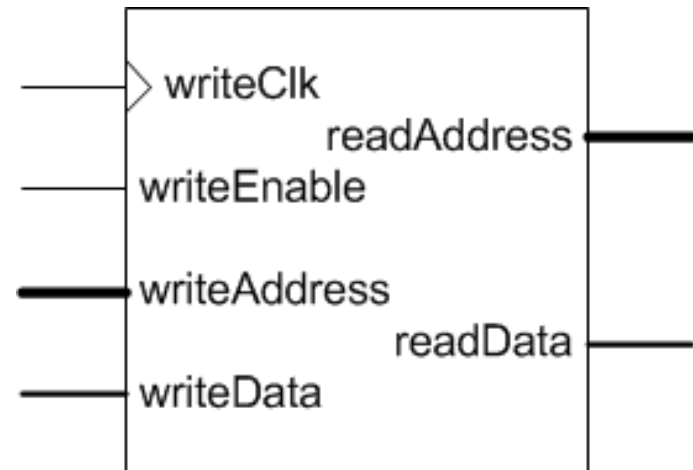 writeClk
readAddress
writeEnable
writeAddress
readData
writeData